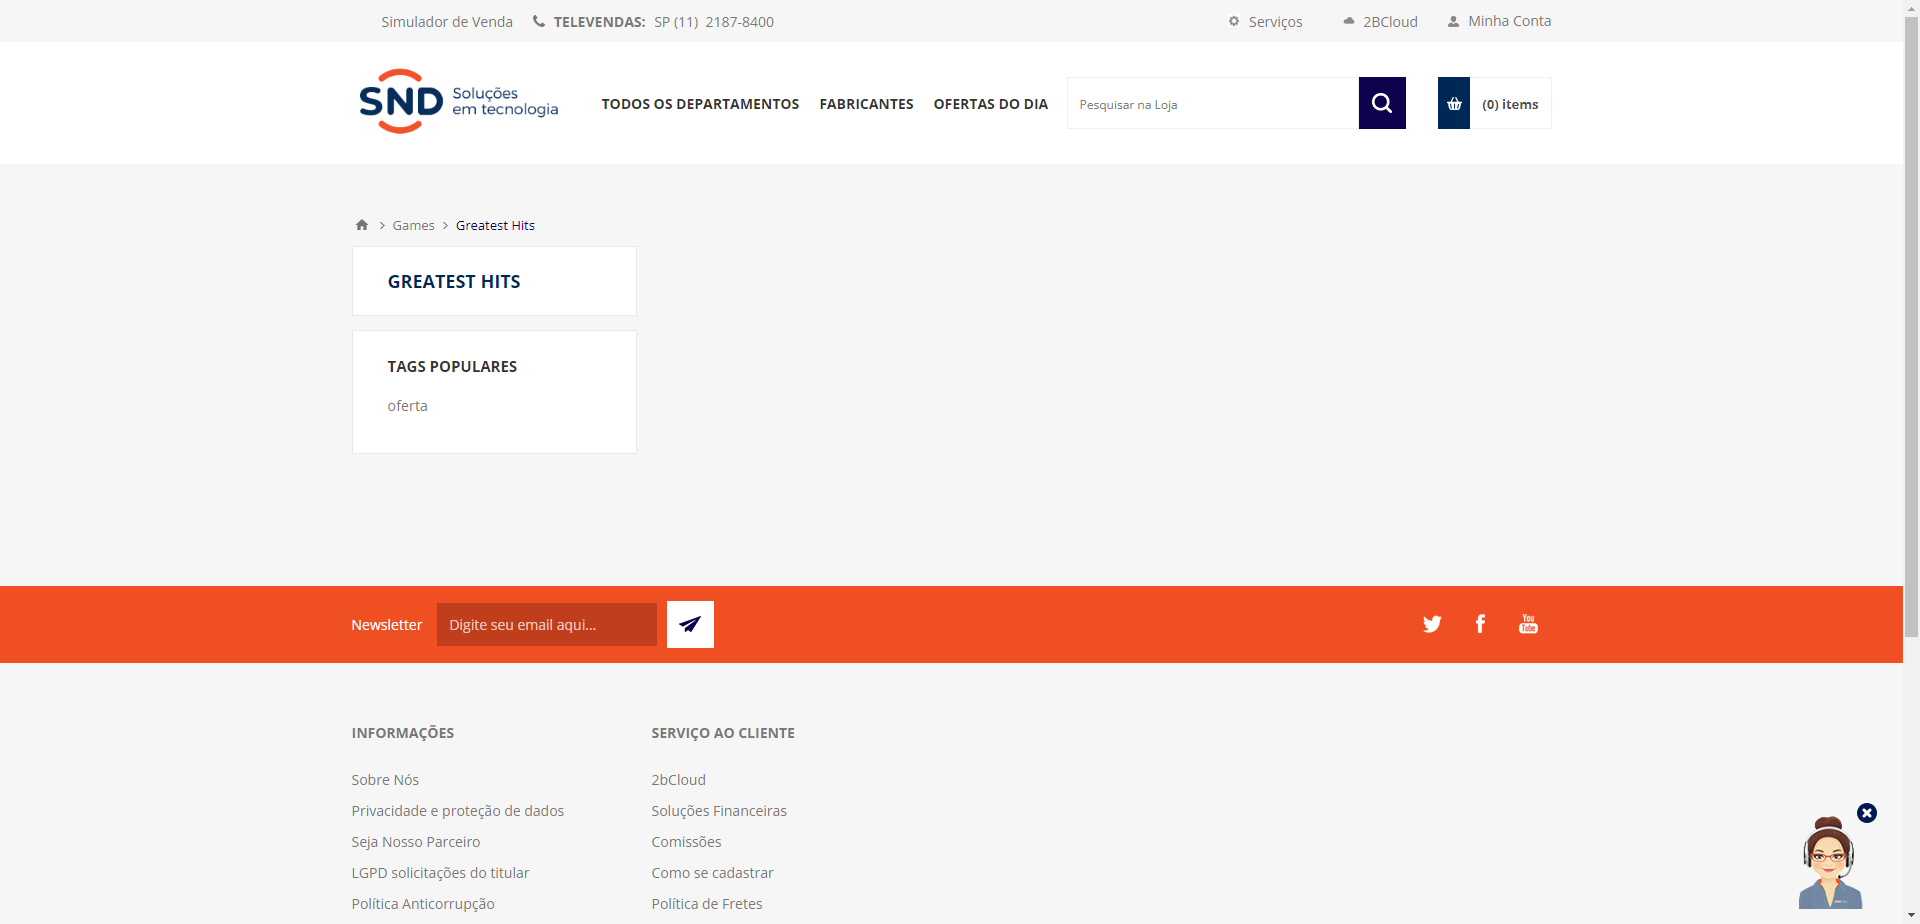 Simulador de Venda TELEVENDAS: SP (11) 2187-8400 Serviços 2BCloud Minha Conta
SND Soluções
em tecnologia
TODOS OS DEPARTAMENTOS FABRICANTES OFERTAS DO DIA Pesquisar na Loja (0) items
Games Greatest Hits
GREATEST HITS
TAGS POPULARES
oferta
Newsletter Digite seu email aqui... You Tube
INFORMAÇÕES SERVIÇO AO CLIENTE
Sobre Nós 2bCloud
Privacidade e proteção de dados Soluções Financeiras
Seja Nosso Parceiro Comissões
LGPD solicitações do titular Como se cadastrar
Política Anticorrupção Política de Fretes